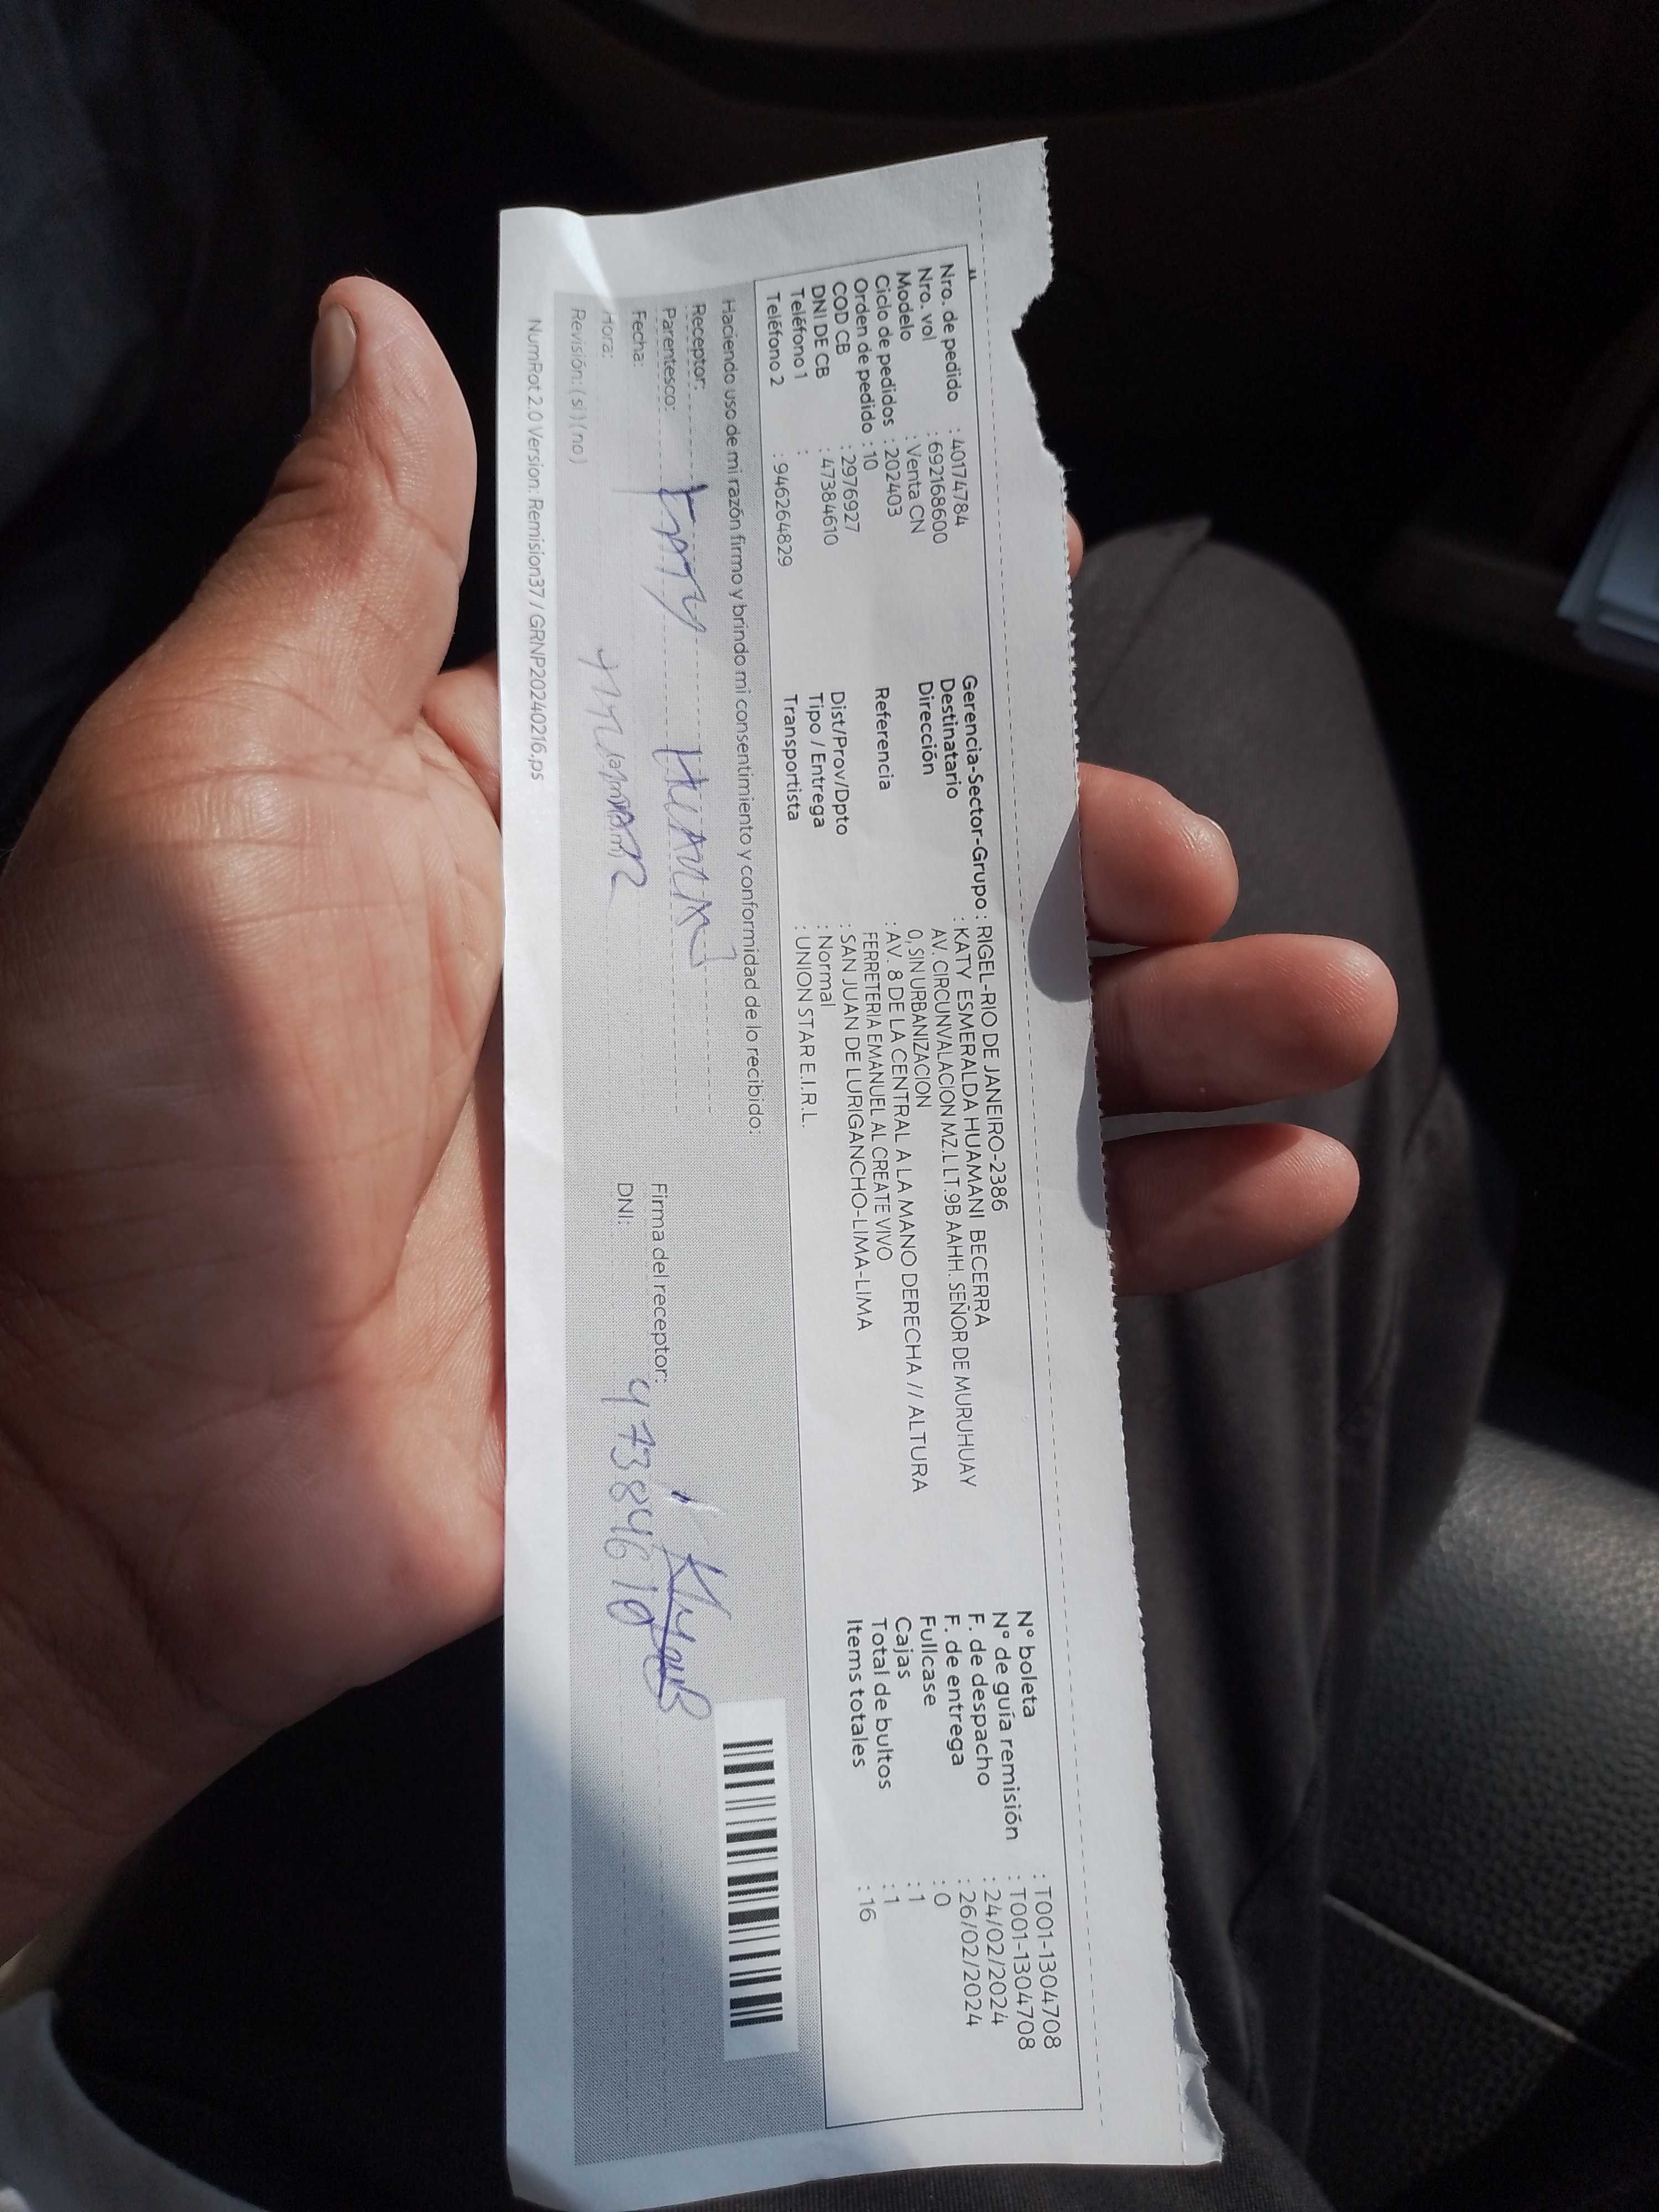 Nro. de pedido : 40174784
Nro. vol : 692168600
Modelo : Venta CN
Ciclo de pedidos : 202403
Orden de pedido : 10
COD CB : 2976927
DNI DE CB : 47384610
Teléfono 1 :
Teléfono 2 : 946264829
Gerencia-Sector-Grupo : RIGEL-RIO DE JANEIRO-2386
Destinatario : KATY ESMERALDA HUAMANI BECERRA
Dirección AV. CIRCUNVALACION MZ.L LT.9B AAHH. SEÑOR DE MURUHUAY
0, SIN URBANIZACION
Referencia : AV. 8 DE LA CENTRAL A LA MANO DERECHA // ALTURA
FERRETERIA EMANUEL AL CREATE VIVO
Dist/Prov/Dpto : SAN JUAN DE LURIGANCHO-LIMA-LIMA
Tipo / Entrega : Normal
Transportista : UNION STAR E.I.R.L.
N° boleta : T001-1304708
N° de guía remisión : T001-1304708
F. de despacho : 24/02/2024
F. de entrega : 26/02/2024
Fullcase : 0
Cajas : 1
Total de bultos : 1
Items totales : 16
Haciendo uso de mi razón firmo y brindo mi consentimiento y conformidad de lo recibido:
Receptor:
Parentesco:
Fecha:
Hora:
Revisión: (si) (no)
Firma del receptor:
DNI: 47384610
NumRot 2.0 Version: Remision37 / GRNP20240216.ps